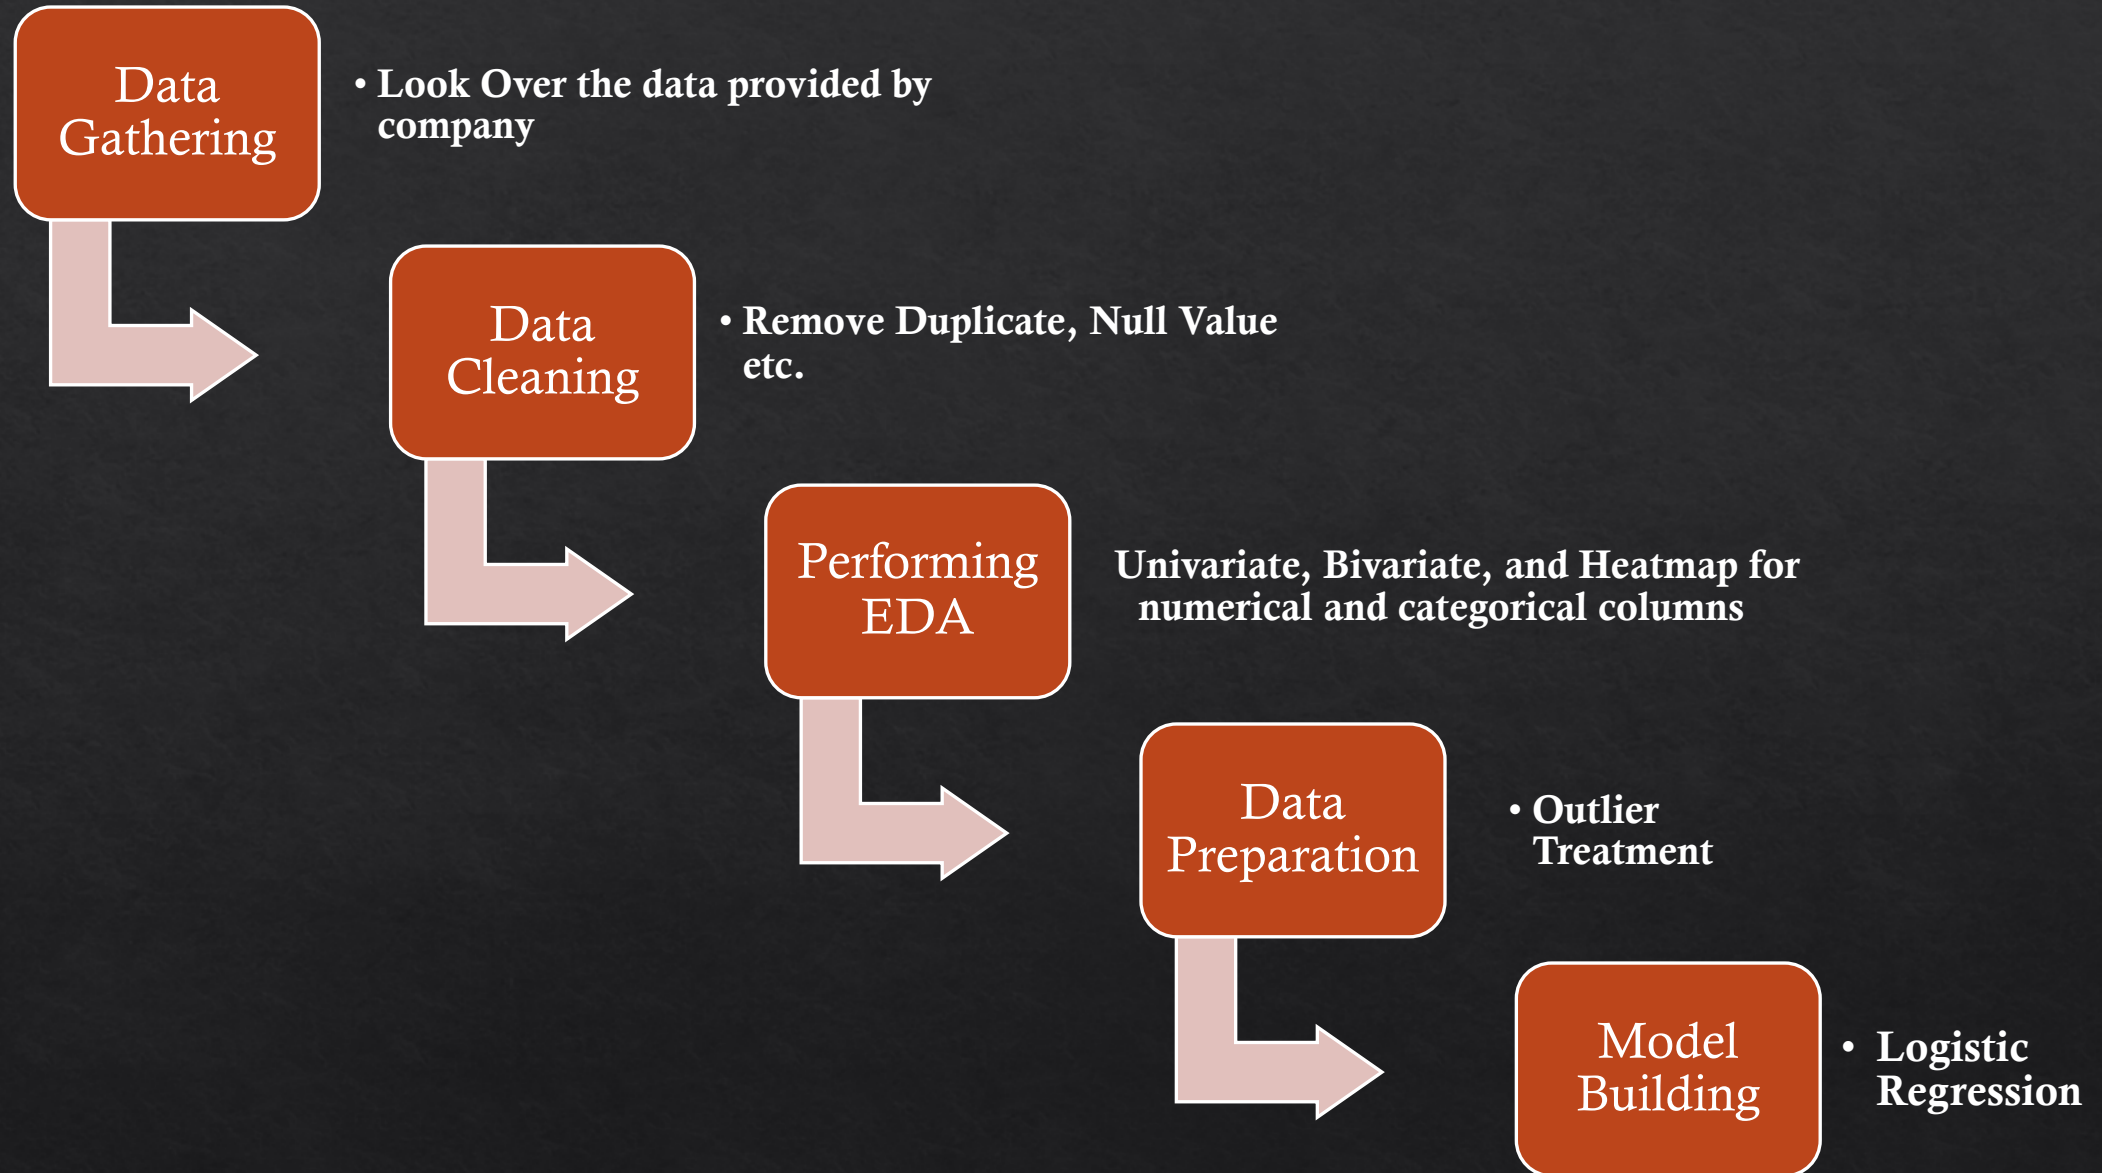 Data
Gathering
• Look Over the data provided by
company
Data
Cleaning
• Remove Duplicate, Null Value
etc.
Performing
EDA
Univariate, Bivariate, and Heatmap for
numerical and categorical columns
Data
Preparation
• Outlier
Treatment
Model
Building
• Logistic
Regression